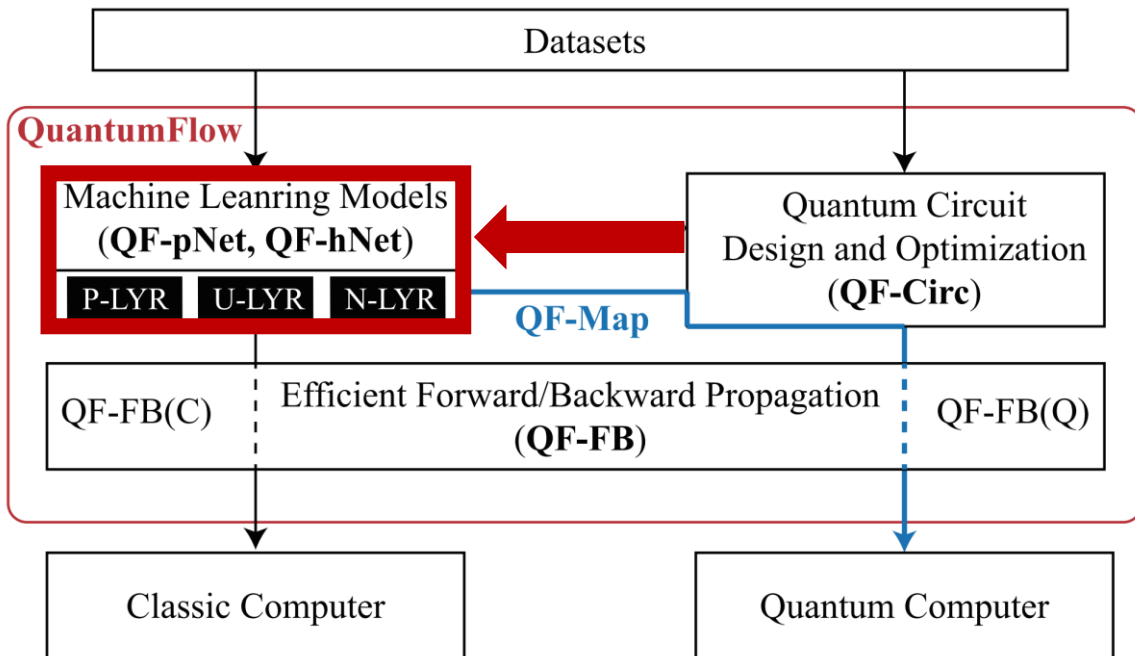 Datasets
QuantumFlow
Machine Leanring Models
(QF-pNet, QF-hNet)
P-LYR U-LYR N-LYR
Quantum Circuit
Design and Optimization
(QF-Circ)
QF-Map
QF-FB(C)
Efficient Forward/Backward Propagation
(QF-FB)
QF-FB(Q)
Classic Computer
Quantum Computer